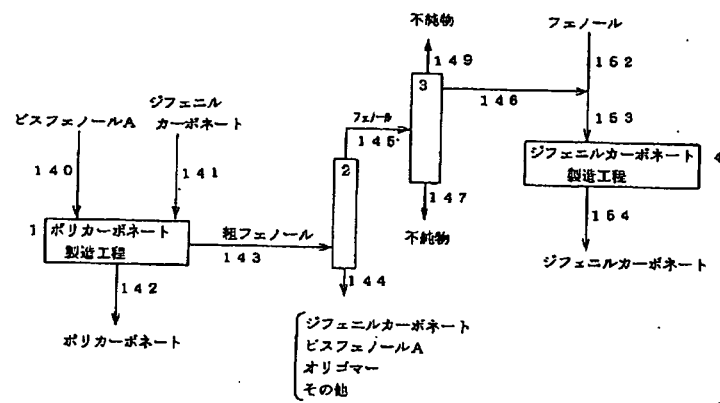 不純物
フェノール
149
152
3
ジフェニル
カーボネート
ビスフェノールA
フェノール
145
146
153
ジフェニルカーボネート
製造工程
4
140
141
2
147
154
不純物
ジフェニルカーボネート
1
ポリカーボネート
製造工程
粗フェノール
143
142
144
ポリカーボネート
ジフェニルカーボネート
ビスフェノールA
オリゴマー
その他